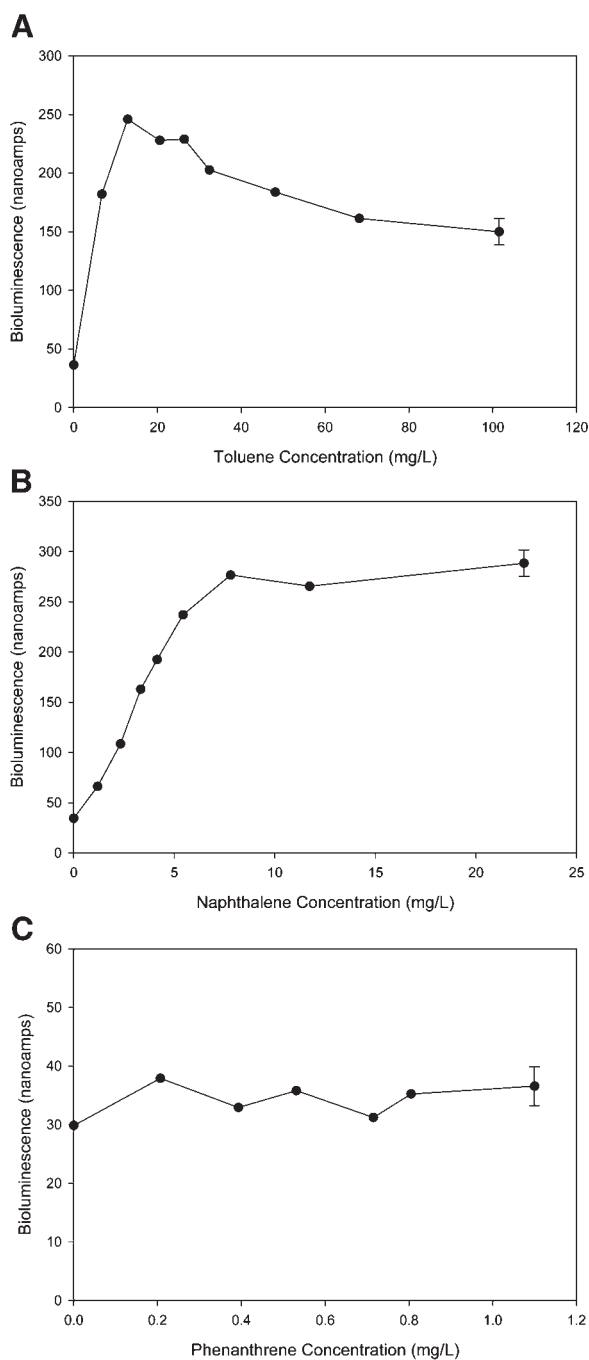 A
300
250
200
150
100
50
0
Bioluminescence (nanoamps)
0 20 40 60 80 100 120
Toluene Concentration (mg/L)
B
350
300
250
200
150
100
50
0
Bioluminescence (nanoamps)
0 5 10 15 20 25
Naphthalene Concentration (mg/L)
C
60
50
40
30
20
10
0
Bioluminescence (nanoamps)
0.0 0.2 0.4 0.6 0.8 1.0 1.2
Phenanthrene Concentration (mg/L)